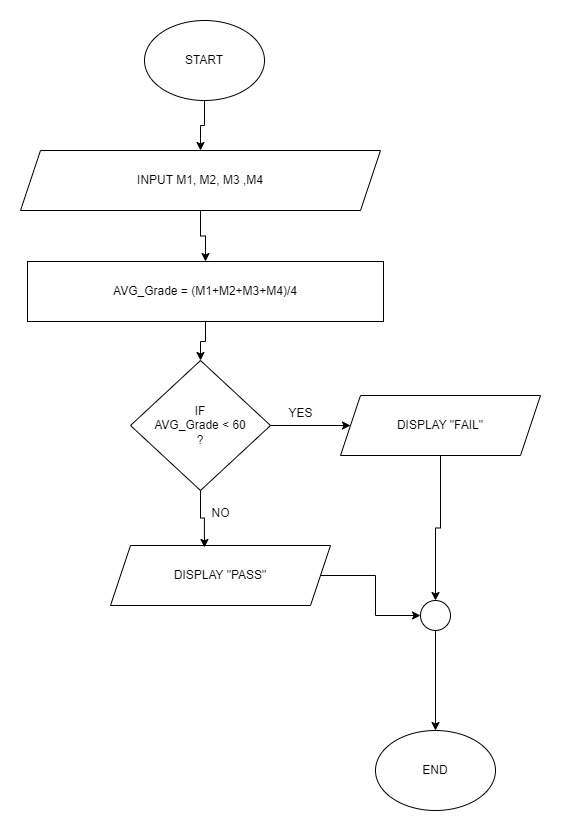 START
INPUT M1, M2, M3 ,M4
AVG_Grade = (M1+M2+M3+M4)/4
IF
AVG_Grade < 60
?
YES
DISPLAY "FAIL"
NO
DISPLAY "PASS"
END